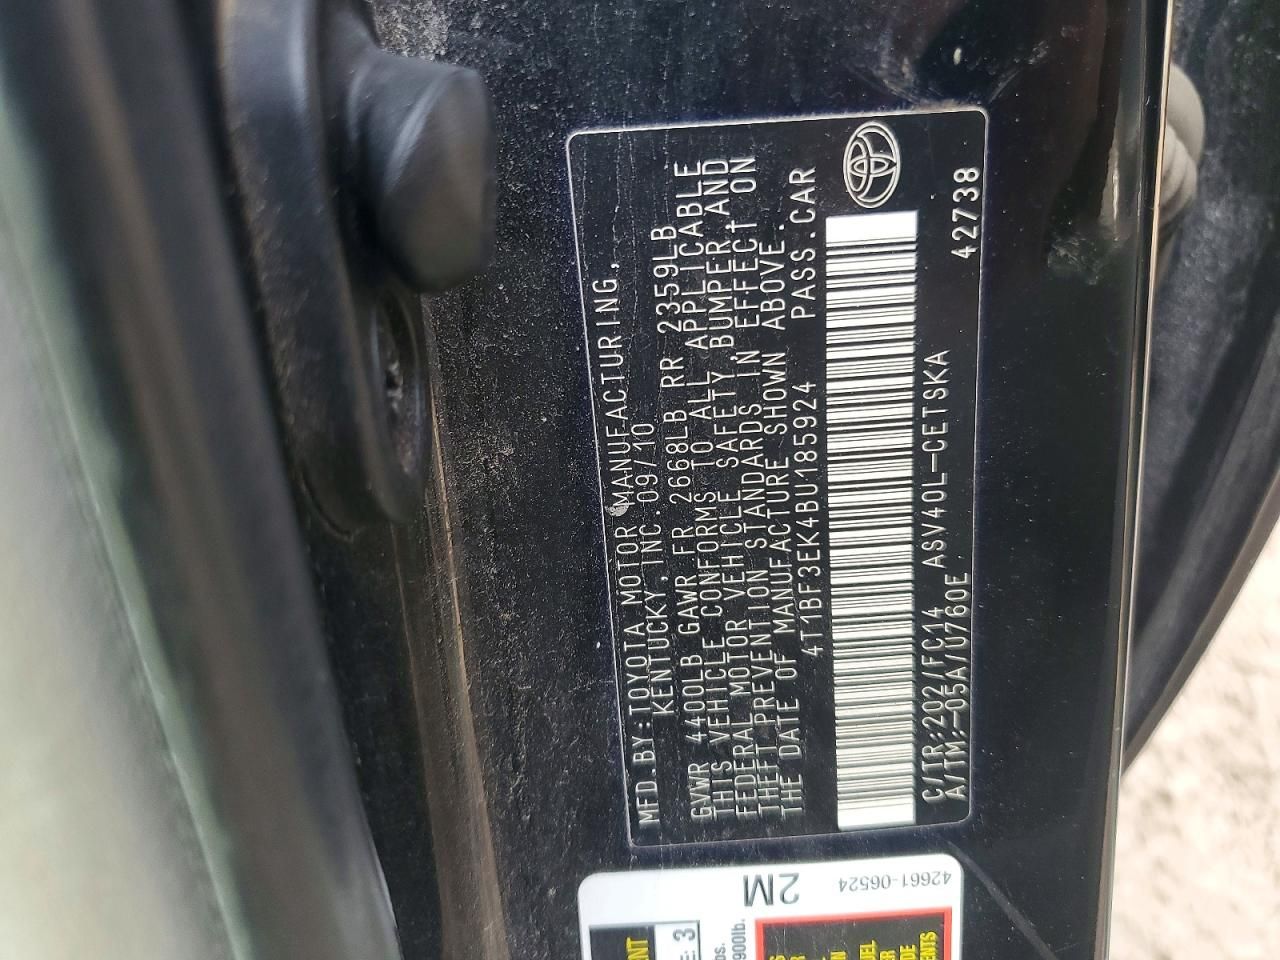 MFD.BY:TOYOTA MOTOR MANUFACTURING,
KENTUCKY, INC. 09/10
GVWR 4400LB GAWR FR 2668LB RR 2359LB
THIS VEHICLE CONFORMS TO ALL APPLICABLE
FEDERAL MOTOR VEHICLE SAFETY, BUMPER, AND
THEFT PREVENTION STANDARDS IN EFFECT ON
THE DATE OF MANUFACTURE SHOWN ABOVE.
4T1BF3EK4BU185924 PASS.CAR
C/TR:202/FC14 ASV40L-CETSKA 42738
A/TM:-05A/U760E
2M
42661-06524
3
900lb.